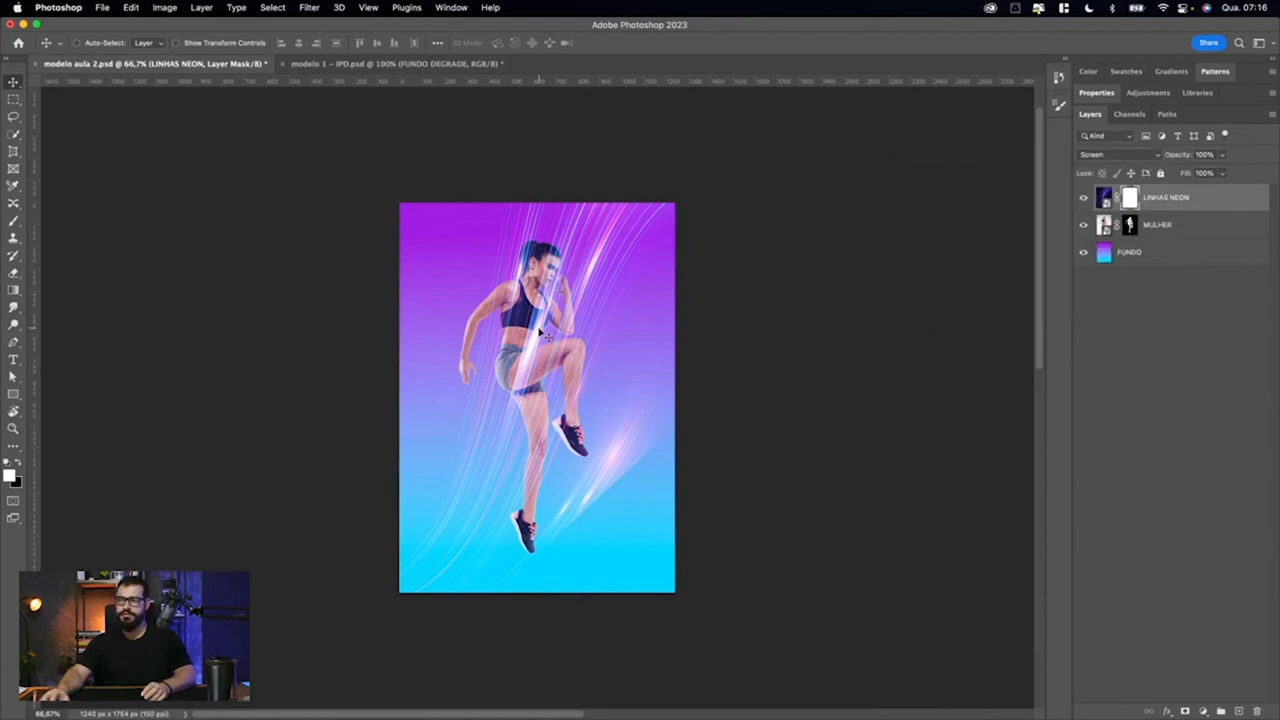 Photoshop File Edit Image Layer Type Select Filter 3D View Plugins Window Help Qua. 07:16
Adobe Photoshop 2023
Auto-Select: Layer Show Transform Controls 3D Mode: Share
modelo aula 2.psd @ 66,7% (LINHAS NEON, Layer Mask/8) * modelo 1 – IPD.psd @ 100% (FUNDO DEGRADE, RGB/8) *
Color Swatches Gradients Patterns
Properties Adjustments Libraries
Layers Channels Paths
Kind
Screen Opacity: 100%
Lock: Fill: 100%
LINHAS NEON
MULHER
FUNDO
66,67% 1240 px x 1754 px (150 ppi)